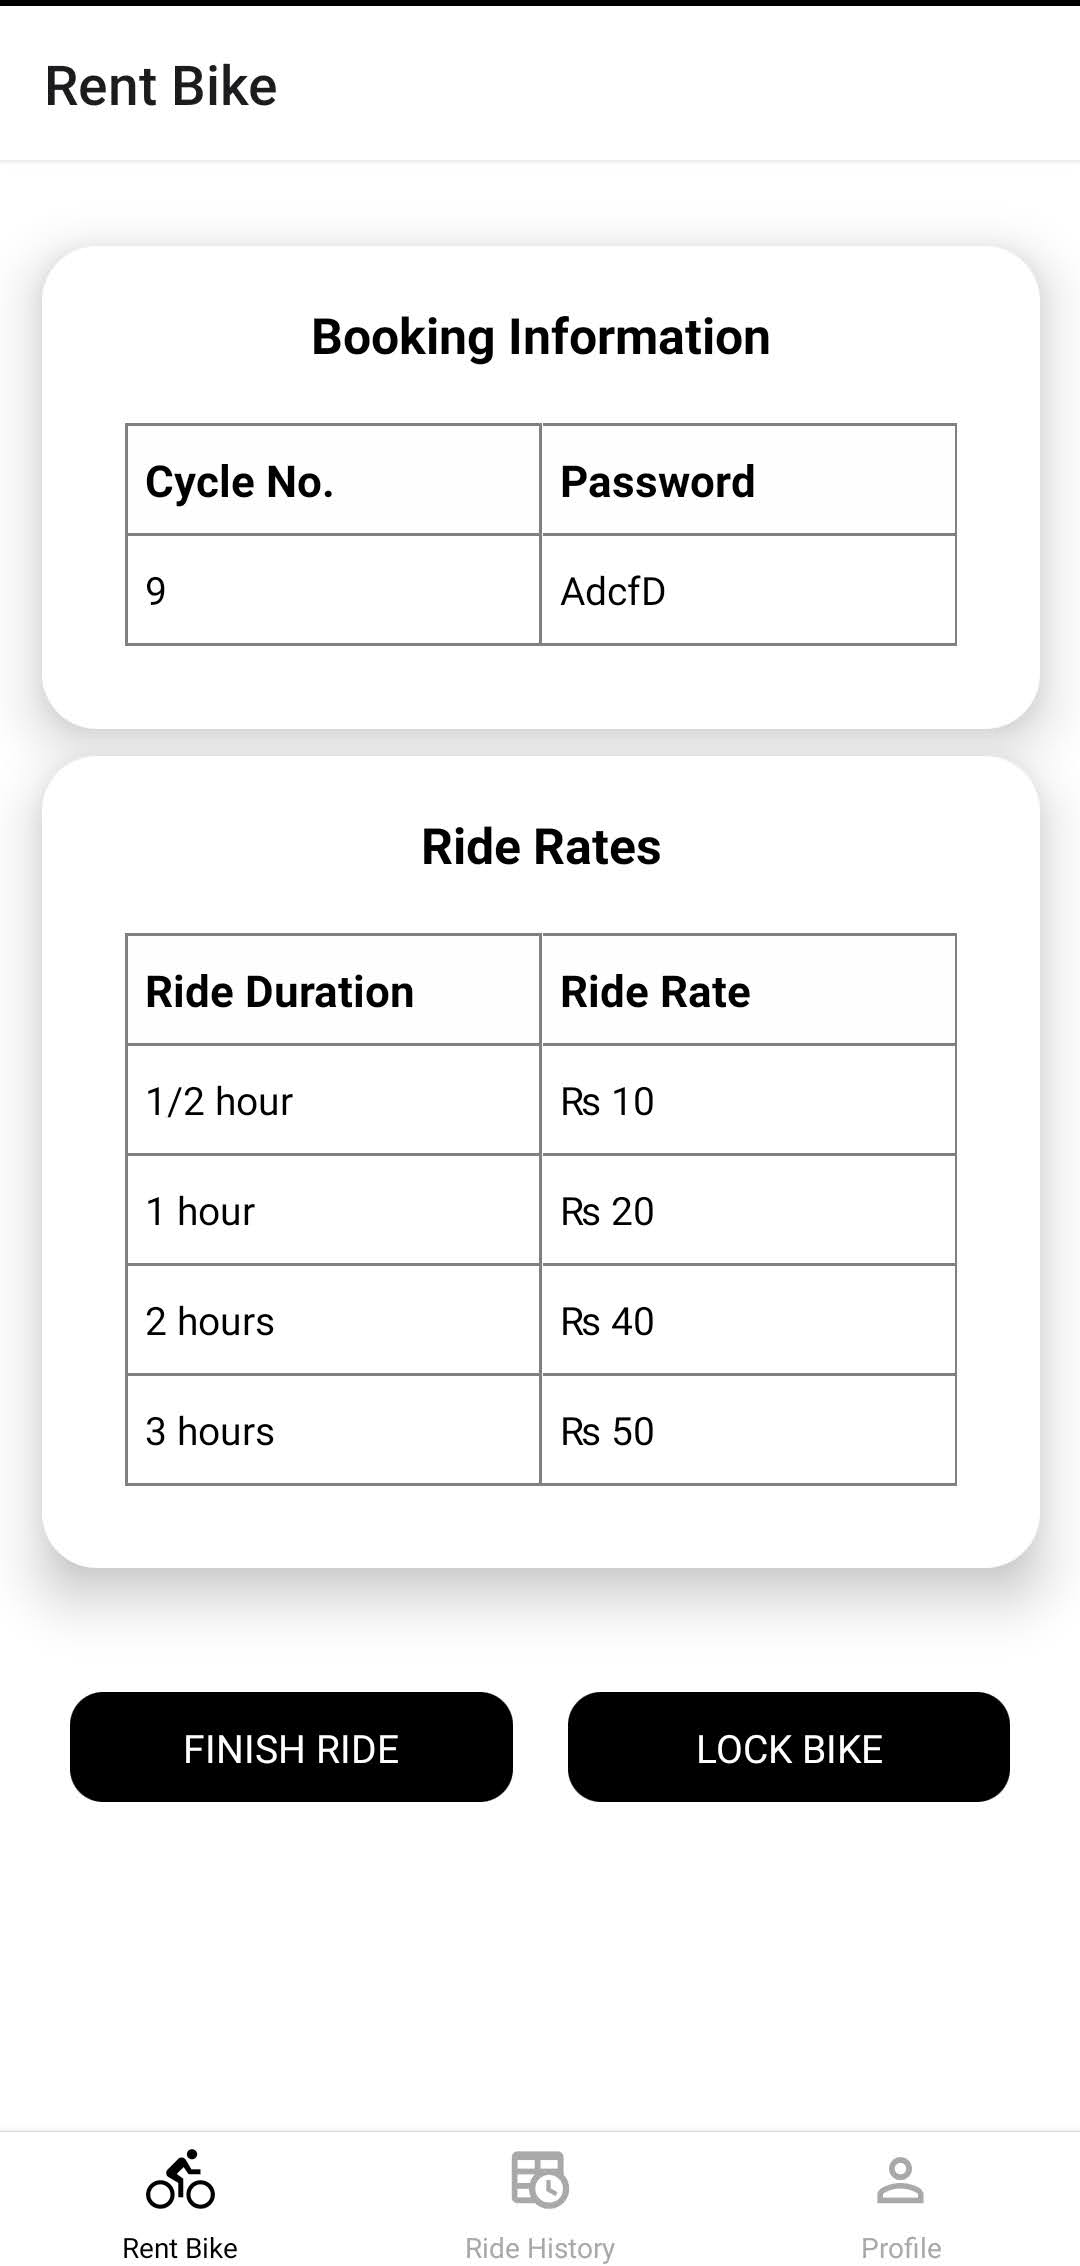 Rent Bike
Booking Information
Cycle No. Password
9 AdcfD
Ride Rates
Ride Duration Ride Rate
1/2 hour ₨ 10
1 hour ₨ 20
2 hours ₨ 40
3 hours ₨ 50
FINISH RIDE LOCK BIKE
Rent Bike Ride History Profile